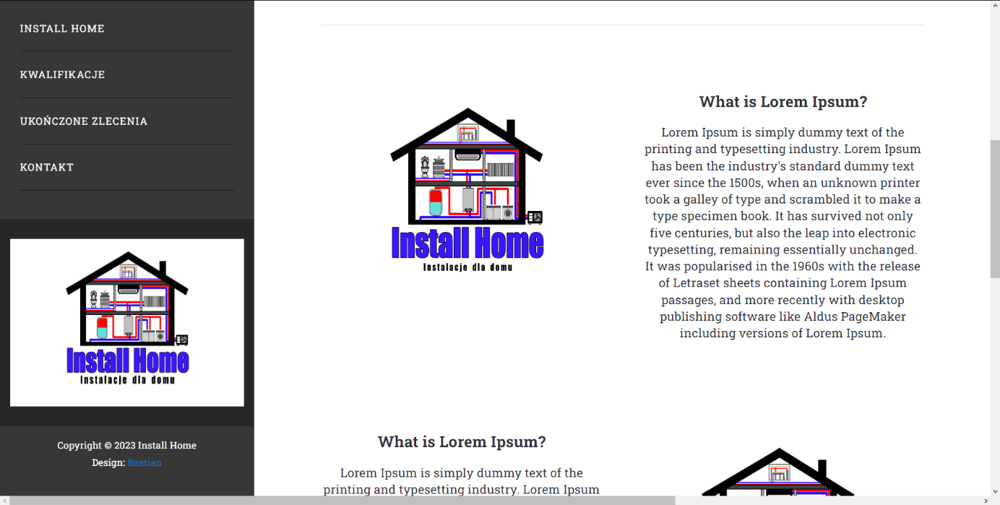 INSTALL HOME
KWALIFIKACJE
UKOŃCZONE ZLECENIA
KONTAKT
Install Home
Instalacje dla domu
Copyright © 2023 Install Home
Design: Bastian
Install Home
Instalacje dla domu
What is Lorem Ipsum?
Lorem Ipsum is simply dummy text of the
printing and typesetting industry. Lorem Ipsum
has been the industry's standard dummy text
ever since the 1500s, when an unknown printer
took a galley of type and scrambled it to make a
type specimen book. It has survived not only
five centuries, but also the leap into electronic
typesetting, remaining essentially unchanged.
It was popularised in the 1960s with the release
of Letraset sheets containing Lorem Ipsum
passages, and more recently with desktop
publishing software like Aldus PageMaker
including versions of Lorem Ipsum.
What is Lorem Ipsum?
Lorem Ipsum is simply dummy text of the
printing and typesetting industry. Lorem Ipsum